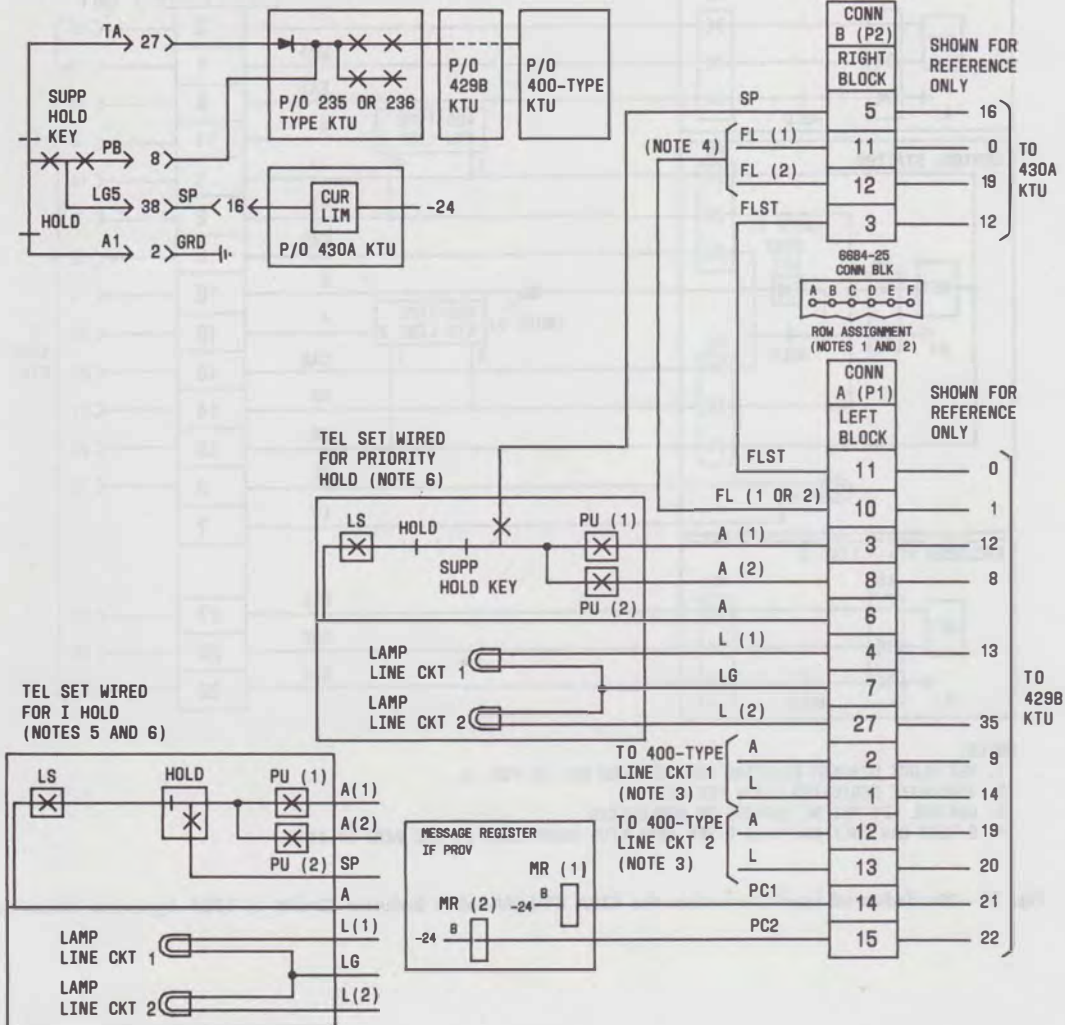 TA 27
SUPP
HOLD
KEY
PB 8
LG5 38 SP 16
HOLD
A1 2 GRD
P/O 235 OR 236
TYPE KTU
P/O
429B
KTU
P/O
400-TYPE
KTU
CUR
LIM
-24
P/O 430A KTU
CONN
B (P2)
RIGHT
BLOCK
SHOWN FOR
REFERENCE
ONLY
SP 5 16
(NOTE 4)
FL (1) 11 0
FL (2) 12 19
FLST 3 12
TO
430A
KTU
66B4-25
CONN BLK
A B C D E F
ROW ASSIGNMENT
(NOTES 1 AND 2)
CONN
A (P1)
LEFT
BLOCK
SHOWN FOR
REFERENCE
ONLY
FLST 11 0
FL (1 OR 2) 10 1
A (1) 3 12
A (2) 8 8
A 6
L (1) 4 13
LG 7
L (2) 27 35
A 2 9
L 1 14
A 12 19
L 13 20
PC1 14 21
PC2 15 22
TO
429B
KTU
TO 400-TYPE
LINE CKT 1
(NOTE 3)
TO 400-TYPE
LINE CKT 2
(NOTE 3)
TEL SET WIRED
FOR PRIORITY
HOLD (NOTE 6)
LS HOLD
SUPP
HOLD KEY
PU (1)
PU (2)
LAMP
LINE CKT 1
LAMP
LINE CKT 2
TEL SET WIRED
FOR I HOLD
(NOTES 5 AND 6)
LS HOLD PU (1) A(1)
A(2)
PU (2) SP
A
LAMP
LINE CKT 1
L(1)
LG
LAMP
LINE CKT 2
L(2)
MESSAGE REGISTER
IF PROV
MR (1)
-24 B
MR (2)
-24 B